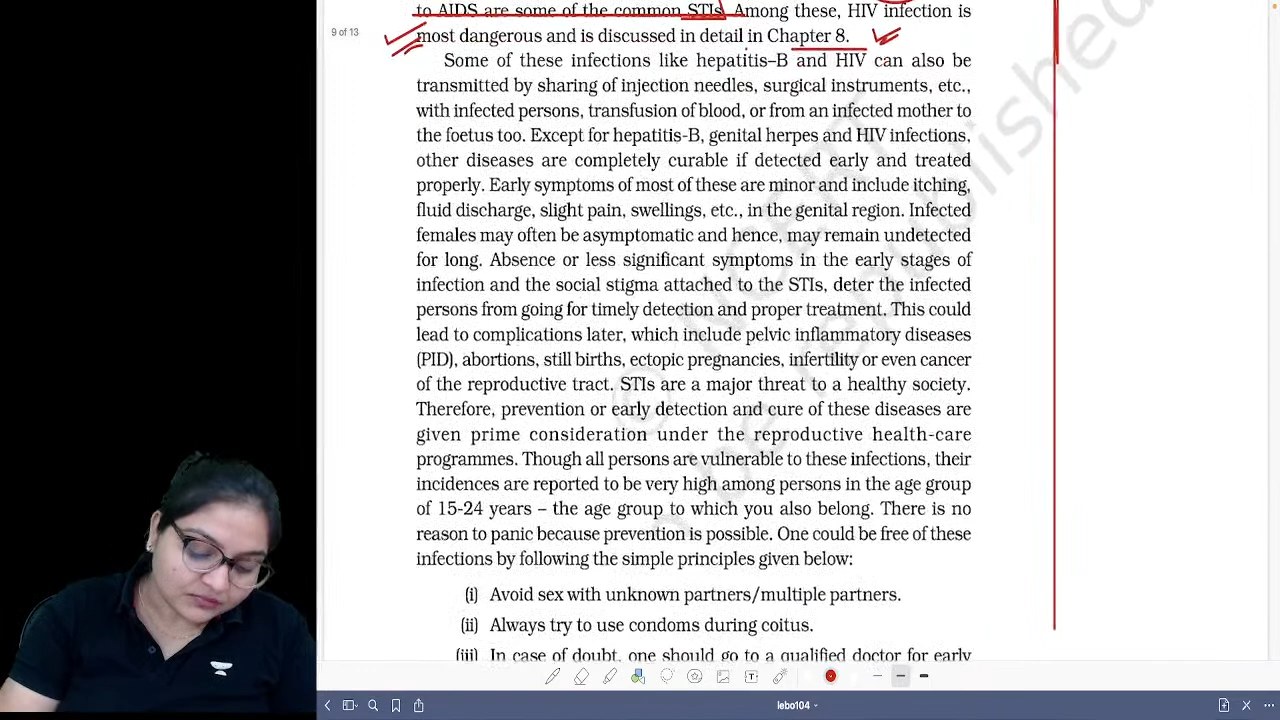 to AIDS are some of the common STIs. Among these, HIV infection is
9 of 13
most dangerous and is discussed in detail in Chapter 8.
Some of these infections like hepatitis–B and HIV can also be
transmitted by sharing of injection needles, surgical instruments, etc.,
with infected persons, transfusion of blood, or from an infected mother to
the foetus too. Except for hepatitis-B, genital herpes and HIV infections,
other diseases are completely curable if detected early and treated
properly. Early symptoms of most of these are minor and include itching,
fluid discharge, slight pain, swellings, etc., in the genital region. Infected
females may often be asymptomatic and hence, may remain undetected
for long. Absence or less significant symptoms in the early stages of
infection and the social stigma attached to the STIs, deter the infected
persons from going for timely detection and proper treatment. This could
lead to complications later, which include pelvic inflammatory diseases
(PID), abortions, still births, ectopic pregnancies, infertility or even cancer
of the reproductive tract. STIs are a major threat to a healthy society.
Therefore, prevention or early detection and cure of these diseases are
given prime consideration under the reproductive health-care
programmes. Though all persons are vulnerable to these infections, their
incidences are reported to be very high among persons in the age group
of 15-24 years – the age group to which you also belong. There is no
reason to panic because prevention is possible. One could be free of these
infections by following the simple principles given below:
(i) Avoid sex with unknown partners/multiple partners.
(ii) Always try to use condoms during coitus.
(iii) In case of doubt, one should go to a qualified doctor for early
© NCERT
be republished
lebo104